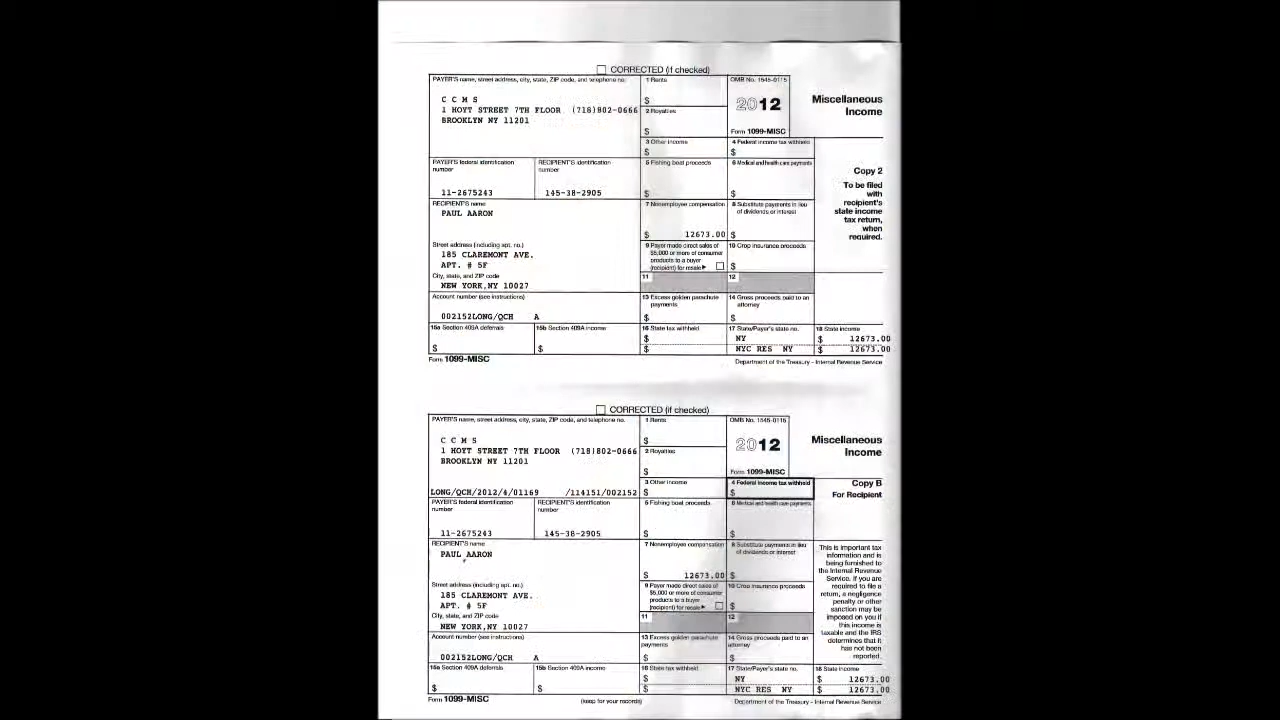 CORRECTED (if checked)
PAYER'S name, street address, city, state, ZIP code, and telephone no.
1 Rents
OMB No. 1545-0115
C C M S
1 HOYT STREET 7TH FLOOR (718)802-0666
BROOKLYN NY 11201
$
2 Royalties
$
2012
Form 1099-MISC
Miscellaneous
Income
3 Other income
$
4 Federal income tax withheld
$
Copy 2
To be filed
with
recipient's
state income
tax return,
when
required.
PAYER'S federal identification
number
RECIPIENT'S identification
number
5 Fishing boat proceeds
6 Medical and health care payments
11-2675243
145-38-2905
$
$
RECIPIENT'S name
PAUL AARON
7 Nonemployee compensation
8 Substitute payments in lieu
of dividends or interest
$ 12673.00
$
Street address (including apt. no.)
185 CLAREMONT AVE.
APT. # 5F
9 Payer made direct sales of
$5,000 or more of consumer
products to a buyer
(recipient) for resale
10 Crop insurance proceeds
$
City, state, and ZIP code
NEW YORK,NY 10027
11
12
Account number (see instructions)
002152LONG/QCH A
13 Excess golden parachute
payments
$
14 Gross proceeds paid to an
attorney
$
15a Section 409A deferrals
$
15b Section 409A income
$
16 State tax withheld
$
$
17 State/Payer's state no.
NY
NYC RES NY
18 State income
$ 12673.00
$ 12673.00
Form 1099-MISC
Department of the Treasury - Internal Revenue Service
CORRECTED (if checked)
PAYER'S name, street address, city, state, ZIP code, and telephone no.
1 Rents
OMB No. 1545-0115
C C M S
1 HOYT STREET 7TH FLOOR (718)802-0666
BROOKLYN NY 11201
$
2 Royalties
$
2012
Form 1099-MISC
Miscellaneous
Income
LONG/QCH/2012/4/01169 /114151/002152
3 Other income
$
4 Federal income tax withheld
$
Copy B
For Recipient
PAYER'S federal identification
number
RECIPIENT'S identification
number
5 Fishing boat proceeds
6 Medical and health care payments
11-2675243
145-38-2905
$
$
RECIPIENT'S name
PAUL AARON
7 Nonemployee compensation
8 Substitute payments in lieu
of dividends or interest
$ 12673.00
$
This is important tax
information and is
being furnished to
the Internal Revenue
Service. If you are
required to file a
return, a negligence
penalty or other
sanction may be
imposed on you if
this income is
taxable and the IRS
determines that it
has not been
reported.
Street address (including apt. no.)
185 CLAREMONT AVE.
APT. # 5F
9 Payer made direct sales of
$5,000 or more of consumer
products to a buyer
(recipient) for resale
10 Crop insurance proceeds
$
City, state, and ZIP code
NEW YORK,NY 10027
11
12
Account number (see instructions)
002152LONG/QCH A
13 Excess golden parachute
payments
$
14 Gross proceeds paid to an
attorney
$
15a Section 409A deferrals
$
15b Section 409A income
$
16 State tax withheld
$
$
17 State/Payer's state no.
NY
NYC RES NY
18 State income
$ 12673.00
$ 12673.00
Form 1099-MISC
(keep for your records)
Department of the Treasury - Internal Revenue Service